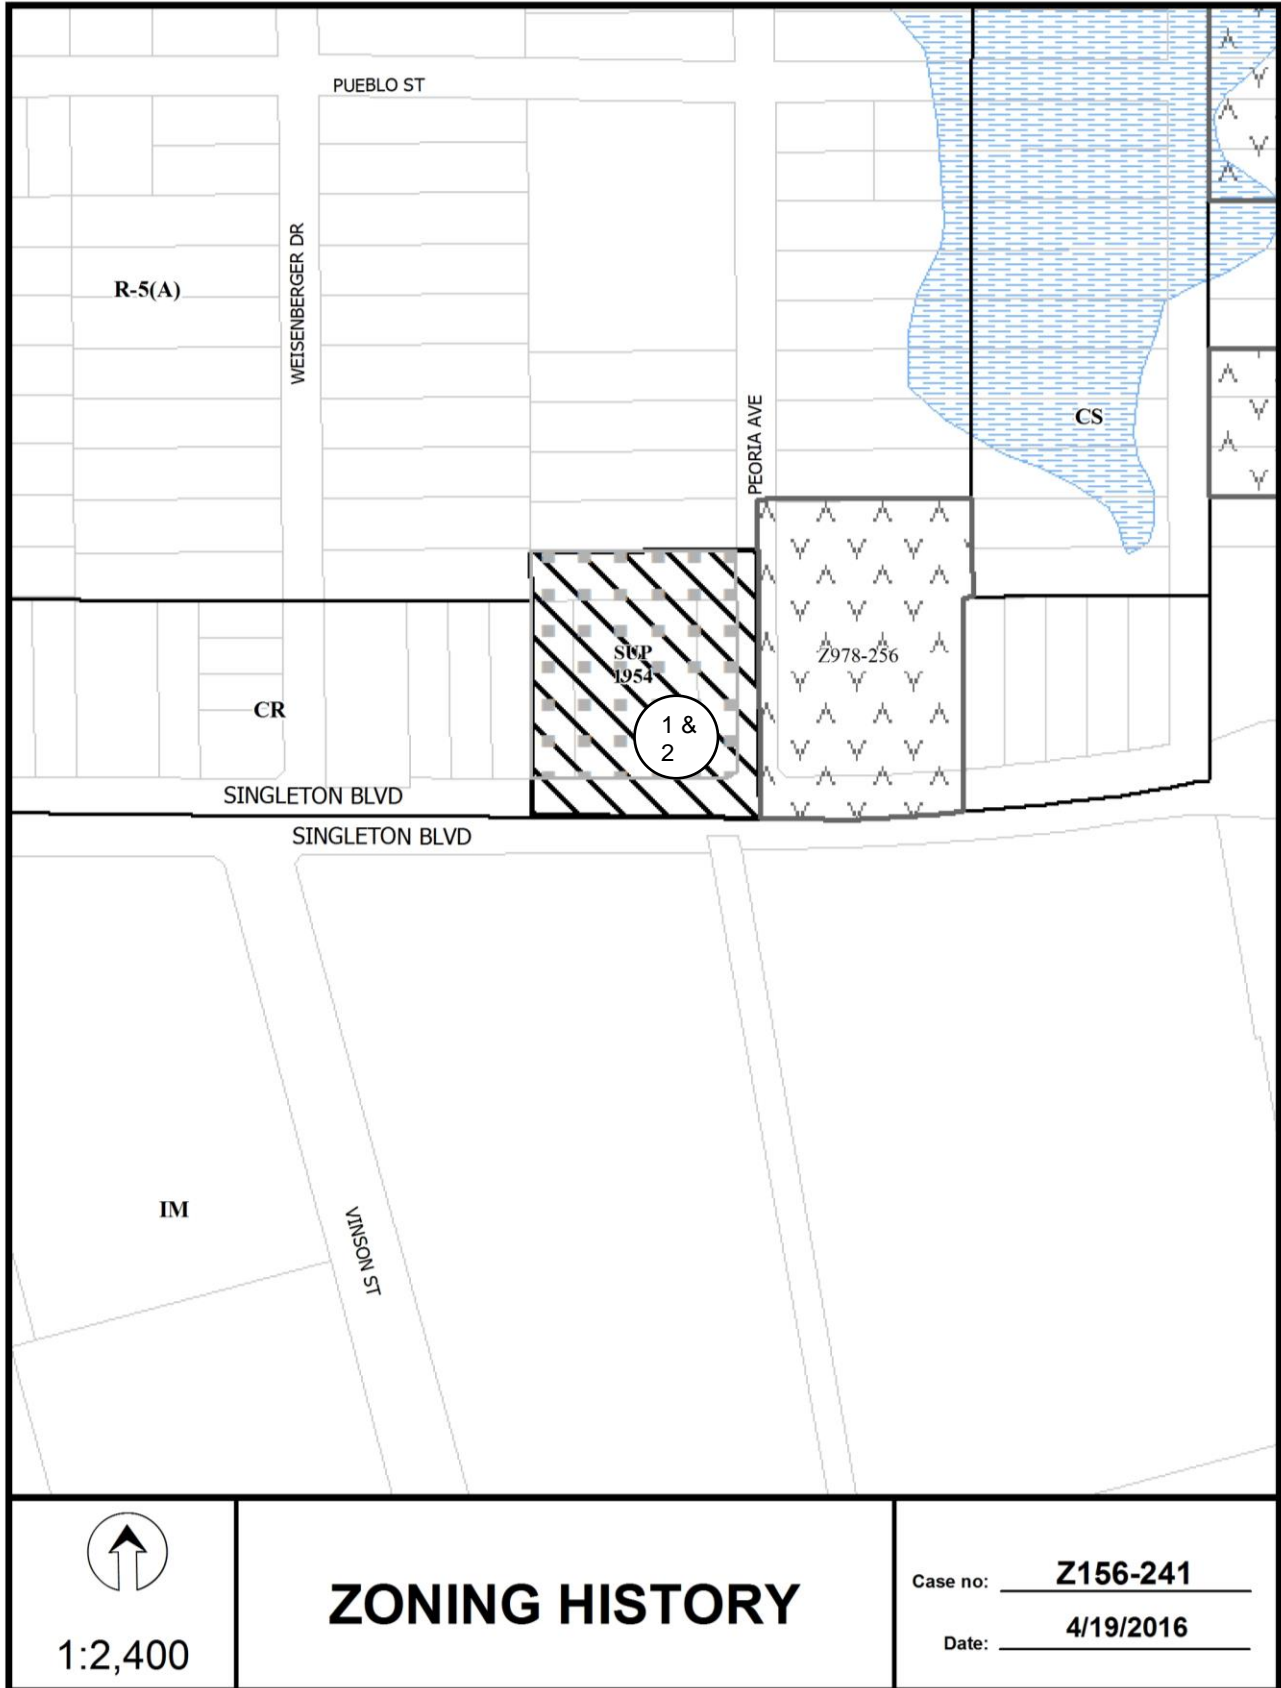 PUEBLO ST
WEISENBERGER DR
R-5(A)
PEORIA AVE
CS
SUP
1954
Z978-256
CR
1 &
2
SINGLETON BLVD
SINGLETON BLVD
IM
VINSON ST
1:2,400
ZONING HISTORY
Case no: Z156-241
Date: 4/19/2016